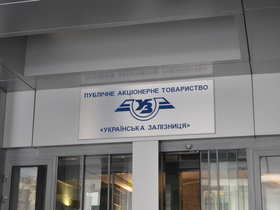 ПУБЛІЧНЕ АКЦІОНЕРНЕ ТОВАРИСТВО
УЗ
«УКРАЇНСЬКА ЗАЛІЗНИЦЯ»